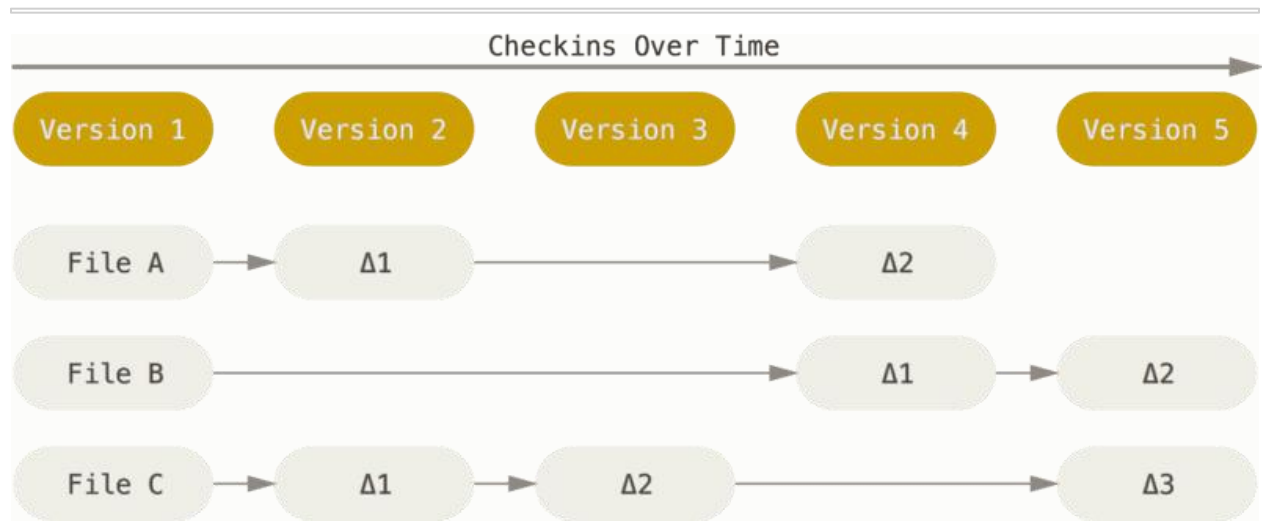 Checkins Over Time
Version 1 Version 2 Version 3 Version 4 Version 5
File A Δ1 Δ2
File B Δ1 Δ2
File C Δ1 Δ2 Δ3